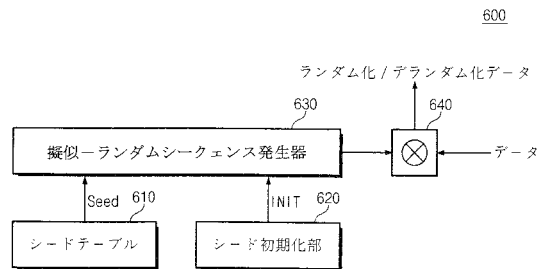 600
ランダム化/デランダム化データ
630
640
擬似-ランダムシークェンス発生器
データ
Seed
610
INIT
620
シードテーブル
シード初期化部